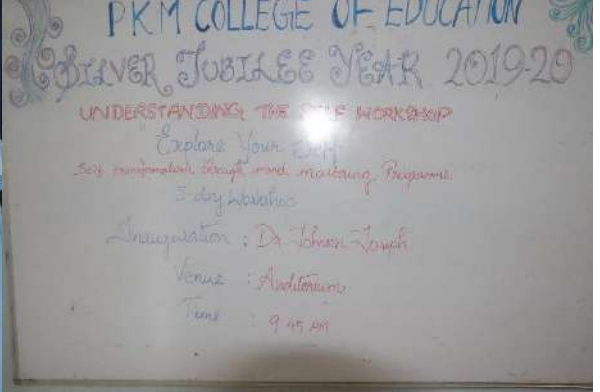 PKM COLLEGE OF EDUCATION
SILVER JUBILEE YEAR 2019-20
UNDERSTANDING THE SELF WORKSHOP
Explore Your Self
Self transformation through mind mastering Programme
5 day Workshop
Inauguration : Dr Johnson Joseph
Venue : Auditorium
Time : 9.45 AM